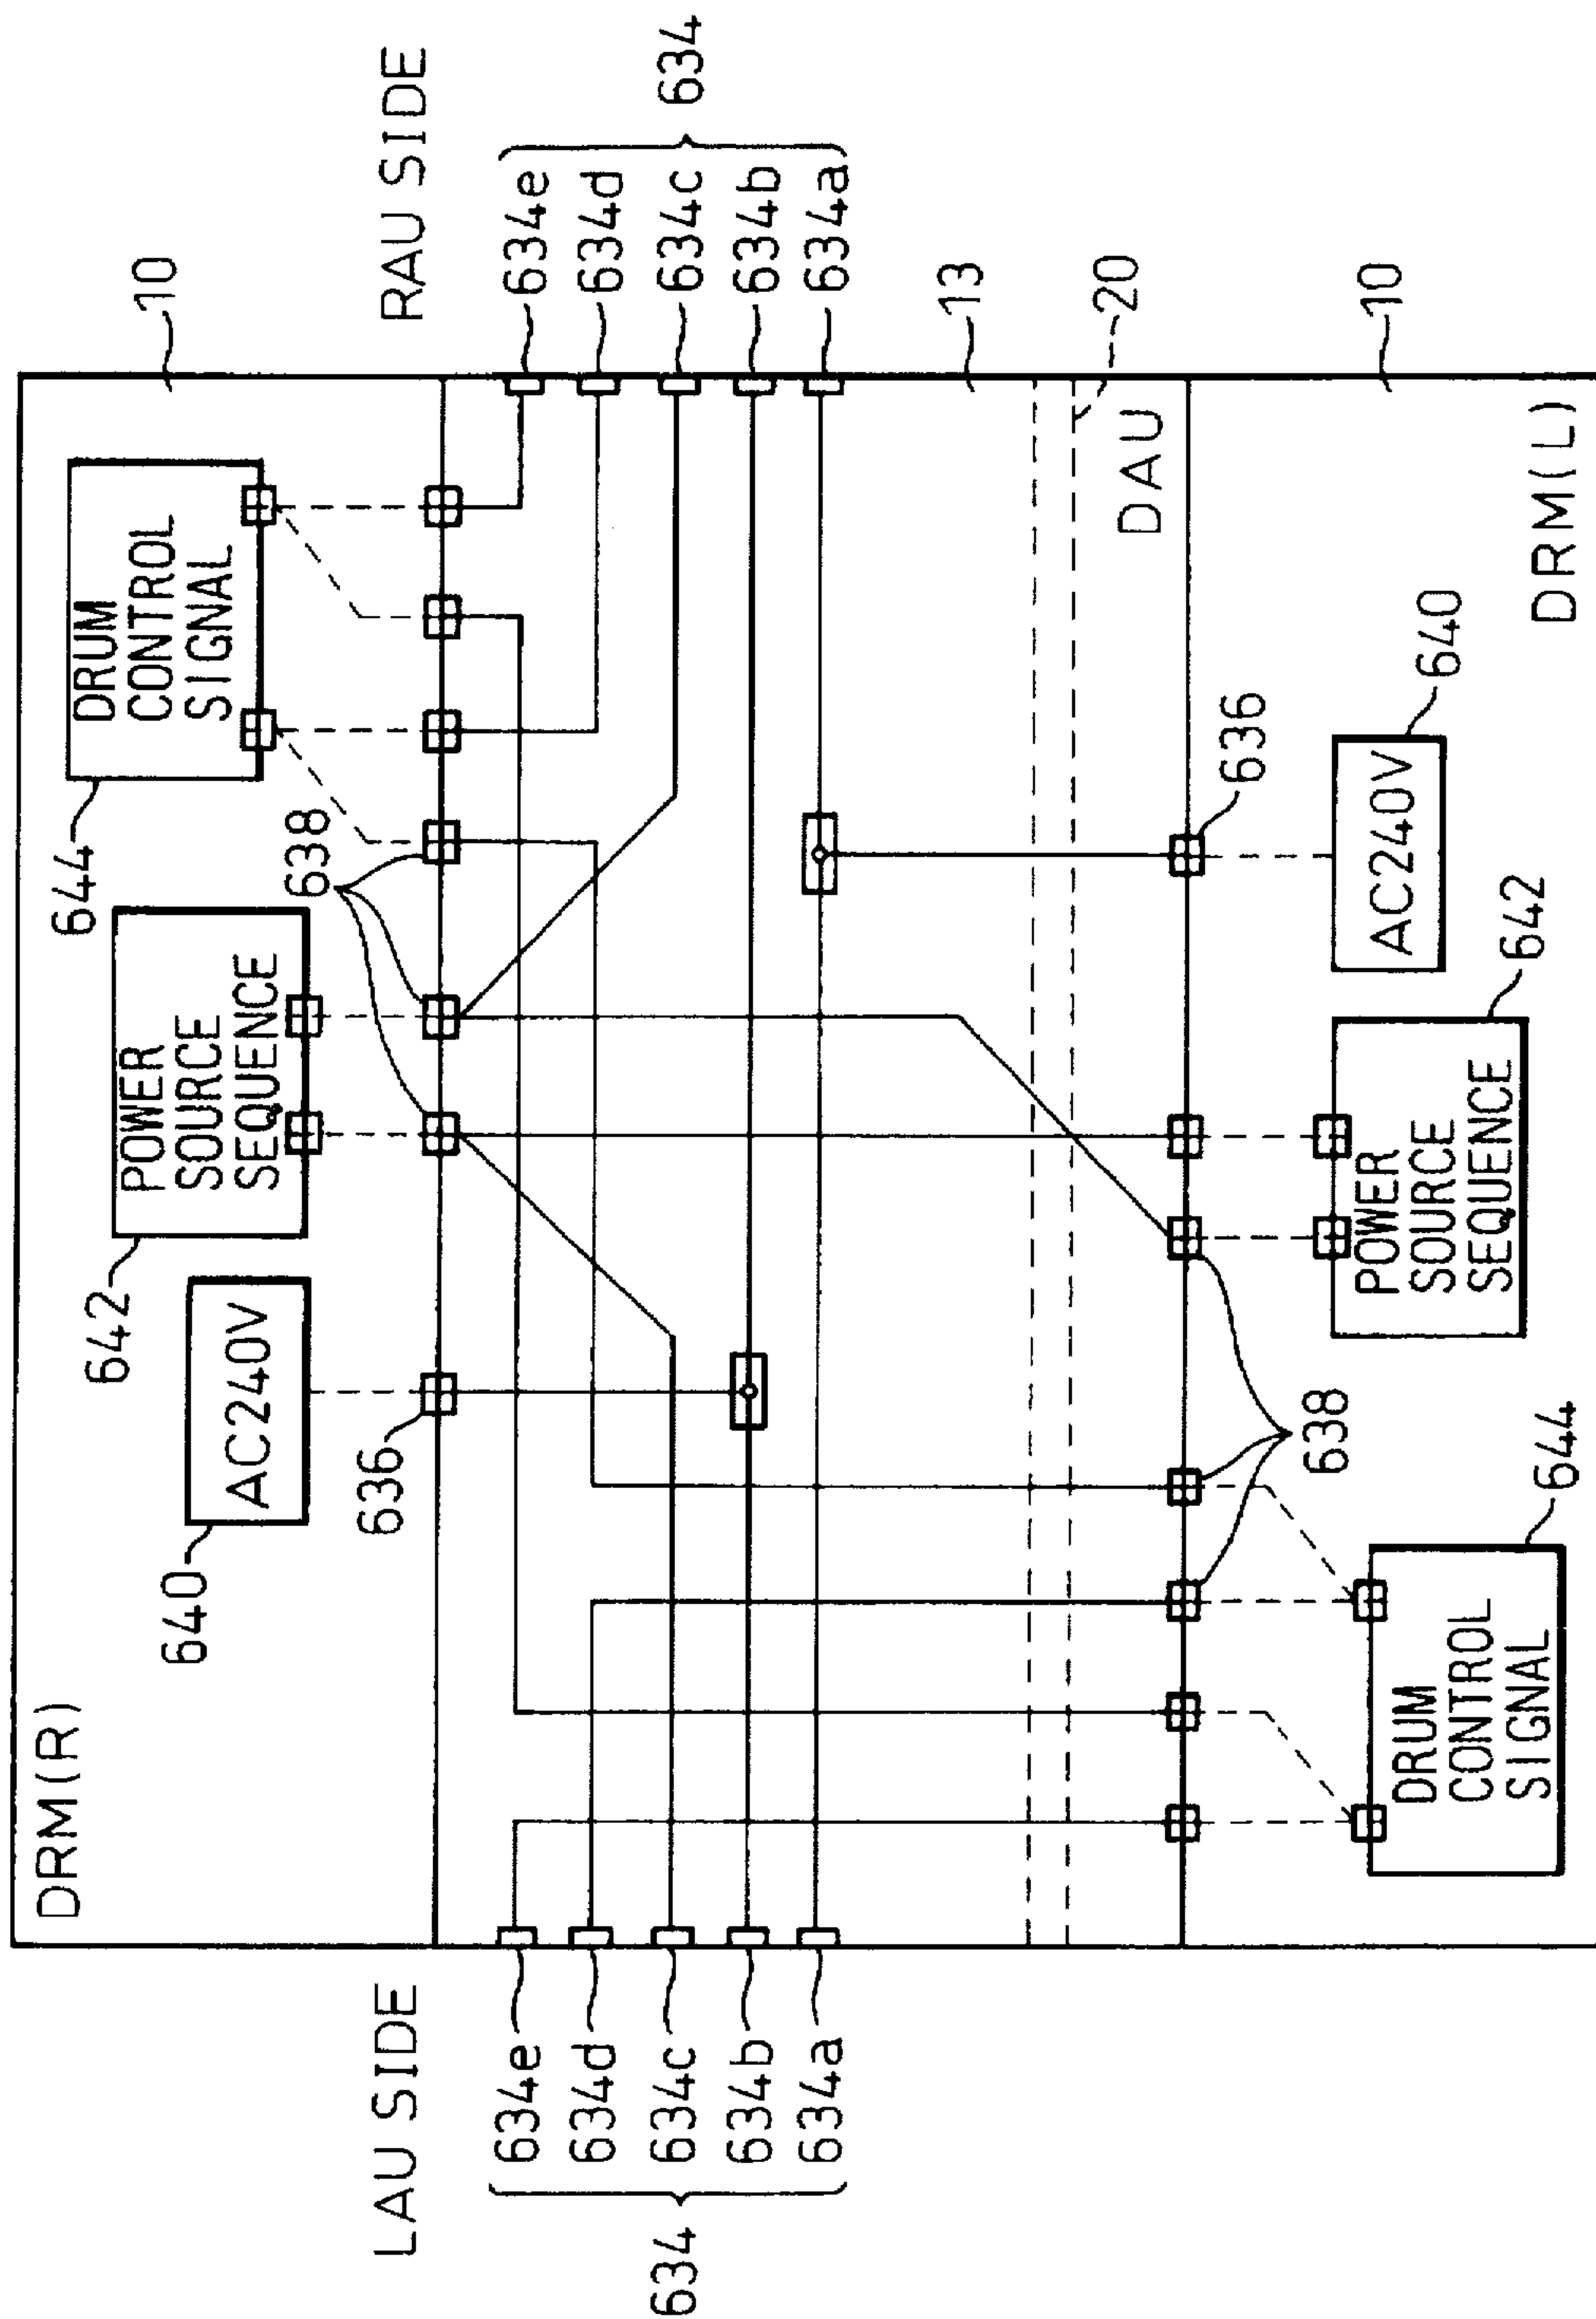 DRM(R)
10
RAU SIDE
LAU SIDE
644
DRUM
CONTROL
SIGNAL
642
POWER
SOURCE
SEQUENCE
640
AC240V
636
638
634
634e
634d
634c
634b
634a
634e
634d
634c
634b
634a
634
13
20
DAU
10
636
638
AC240V
640
POWER
SOURCE
SEQUENCE
642
DRUM
CONTROL
SIGNAL
644
DRM(L)